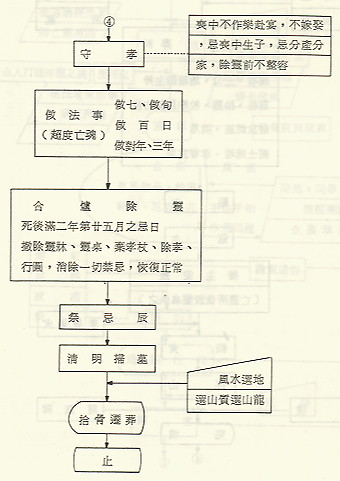 ④
守孝
喪中不作樂赴宴,不嫁娶
,忌喪中生子,忌分產分
家,除靈前不整容
做法事
(超度亡魂)
做七、做旬
做百日
做對年、三年
合爐除靈
死後滿二年第廿五月之忌日
撤除靈牀、靈桌、棄孝杖、除孝、
行圓,消除一切禁忌,恢復正常
祭忌辰
清明掃墓
風水選地
選山質選山龍
拾骨遷葬
止